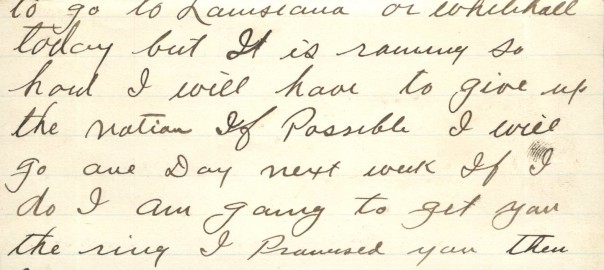 to go to Lanisiana or Whitehall
today but It is raining so
hard I will have to give up
the notion If Possible I will
go one Day next week If I
do I am going to get you
the ring I Promised you then